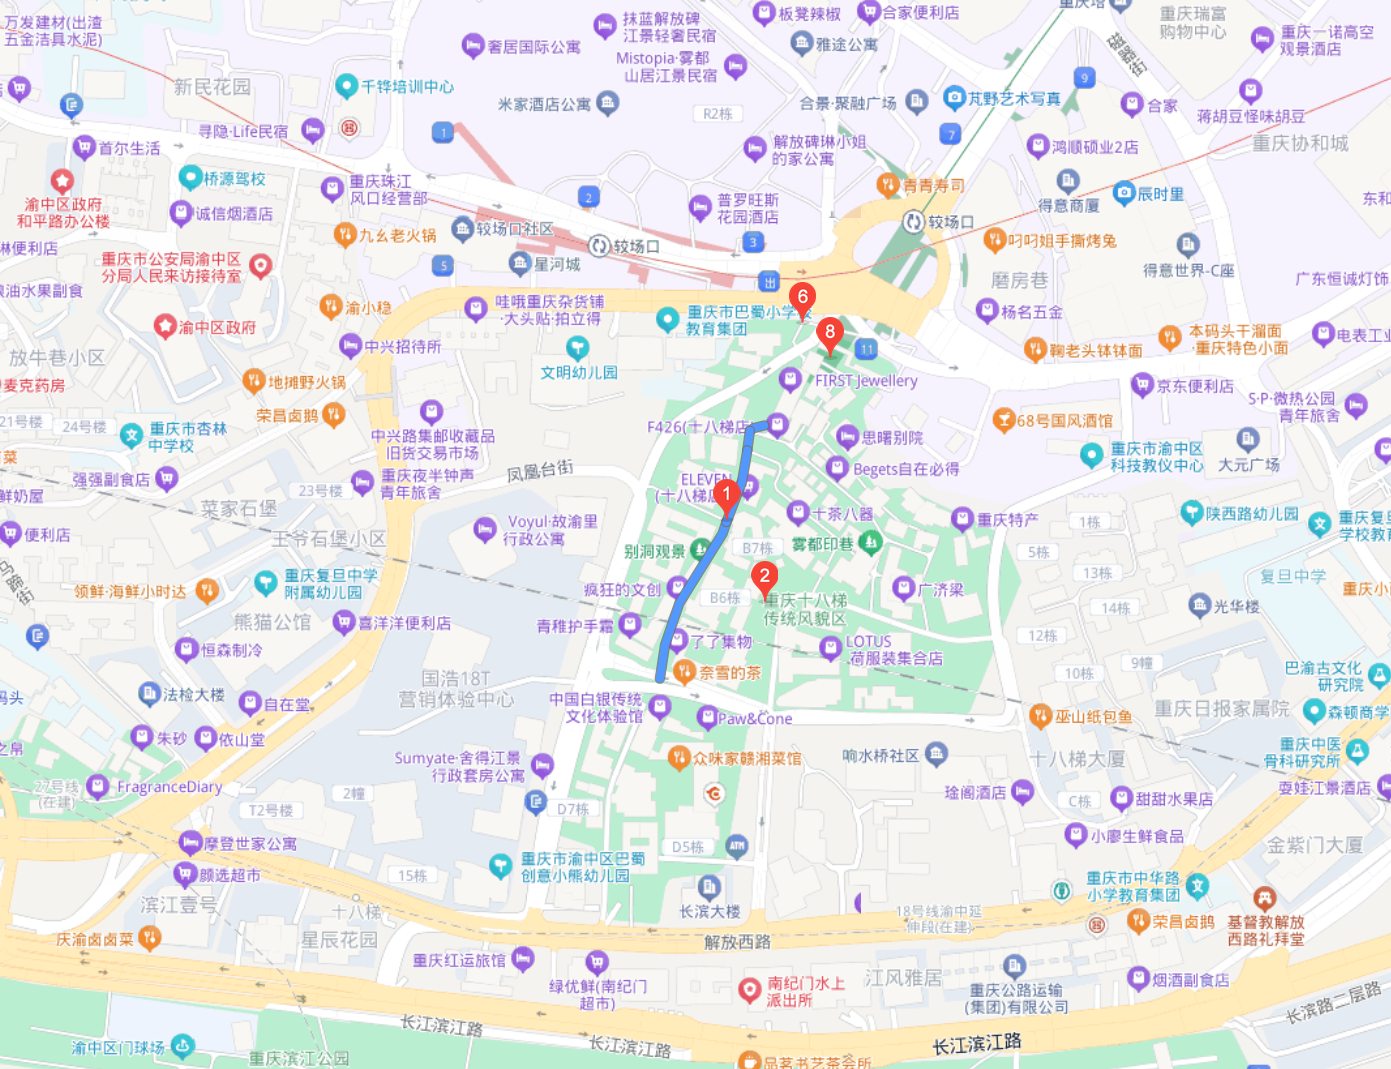 万发建材(出渣
五金洁具水泥)
新民花园
千铧培训中心
奢居国际公寓
抹蓝解放碑
江景轻奢民宿
Mistopia·雾都
山居江景民宿
米家酒店公寓
板凳辣椒
合家便利店
雅途公寓
重庆瑞富
购物中心
磁器街
重庆一诺高空
观景酒店
9
合景·聚融广场
芃野艺术写真
合家
蒋胡豆怪味胡豆
R2栋
1
7
寻隐·Life民宿
首尔生活
解放碑琳小姐
的家公寓
鸿顺硕业2店
重庆协和城
桥源驾校
渝中区政府
和平路办公楼
诚信烟酒店
重庆珠江
风口经营部
2
普罗旺斯
花园酒店
青青寿司
得意商厦
辰时里
东和
较场口
九幺老火锅
较场口社区
较场口
3
叼叼姐手撕烤兔
得意世界-C座
便利店
重庆市公安局渝中区
分局人民来访接待室
5
星河城
出
磨房巷
广东恒诚灯饰
油水果副食
渝小稳
哇哦重庆杂货铺
·大头贴·拍立得
重庆市巴蜀小学校
教育集团
6
8
11
杨名五金
渝中区政府
中兴招待所
文明幼儿园
本码头干溜面
·重庆特色小面
电表工业
鞠老头钵钵面
放牛巷小区
麦克药房
地摊野火锅
荣昌卤鹅
FIRST Jewellery
京东便利店
S·P·微热公园
青年旅舍
21号楼
24号楼
重庆市杏林
中学校
中兴路集邮收藏品
旧货交易市场
F426(十八梯店)
思曙别院
68号国风酒馆
重庆市渝中区
科技教仪中心
大元广场
强强副食店
23号楼
重庆夜半钟声
青年旅舍
凤凰台街
ELEVEN
(十八梯店
Begets自在必得
鲜奶屋
菜家石堡
1
十茶八器
重庆特产
1栋
陕西路幼儿园
重庆复旦
学校教育
便利店
王爷石堡小区
Voyul·故渝里
行政公寓
别洞观景
B7栋
雾都印巷
5栋
马蹄街
领鲜·海鲜小时达
重庆复旦中学
附属幼儿园
疯狂的文创
2
B6栋
重庆十八梯
传统风貌区
广济梁
13栋
复旦中学
重庆小
14栋
光华楼
熊猫公馆
喜洋洋便利店
青稚护手霜
了了集物
LOTUS
荷服装集合店
12栋
恒森制冷
国浩18T
营销体验中心
奈雪的茶
10栋
9幢
巴渝古文化
研究院
法检大楼
自在堂
中国白银传统
文化体验馆
Paw&Cone
巫山纸包鱼
重庆日报家属院
森顿商学
朱砂
依山堂
Sumyate·舍得江景
行政套房公寓
众味家赣湘菜馆
响水桥社区
十八梯大厦
重庆中医
骨科研究所
27号线
(在建)
FragranceDiary
2幢
T2号楼
D7栋
瑜阁酒店
C栋
甜甜水果店
耍娃江景酒店
摩登世家公寓
D5栋
ATM
小廖生鲜食品
金紫门大厦
颜选超市
15栋
重庆市渝中区巴蜀
创意小熊幼儿园
重庆市中华路
小学教育集团
滨江壹号
十八梯
长滨大楼
18号线渝中延
伸段(在建)
荣昌卤鹅
基督教解放
西路礼拜堂
庆渝卤卤菜
星辰花园
解放西路
重庆红运旅馆
绿优鲜(南纪门
超市)
南纪门水上
派出所
江风雅居
重庆公路运输
(集团)有限公司
烟酒副食店
长江滨江路
长江滨江路
长江滨江路
长滨路二层路
渝中区门球场
重庆滨江公园
品茗书艺茶会所